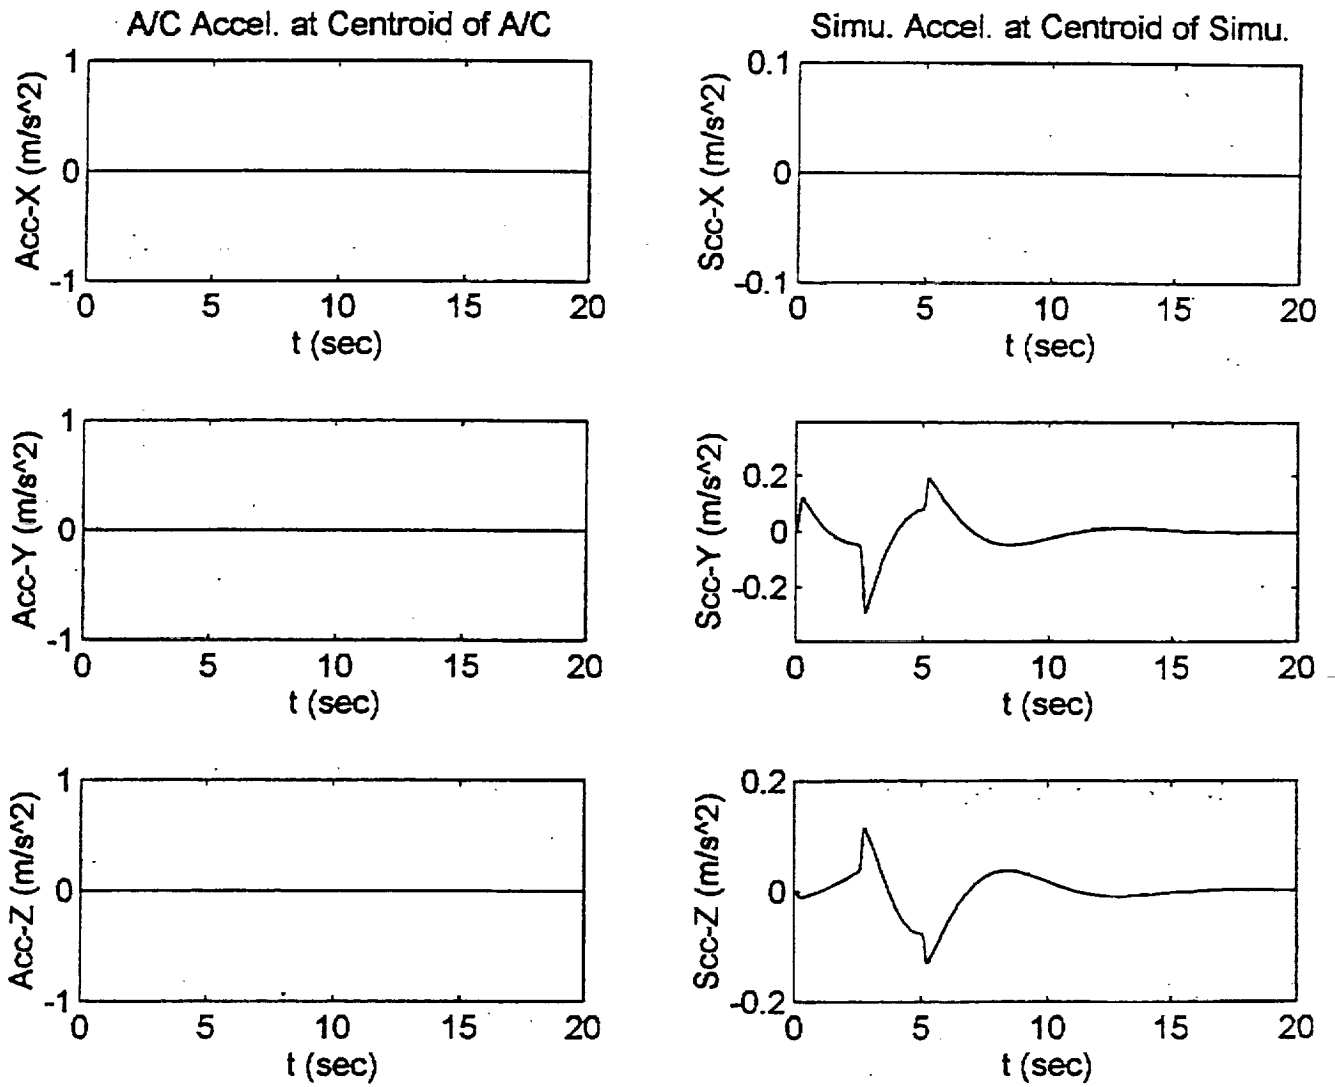 A/C Accel. at Centroid of A/C
1
0
-1
Acc-X (m/s^2)
0 5 10 15 20
t (sec)
Simu. Accel. at Centroid of Simu.
0.1
0
-0.1
Scc-X (m/s^2)
0 5 10 15 20
t (sec)
1
0
-1
Acc-Y (m/s^2)
0 5 10 15 20
t (sec)
0.2
0
-0.2
Scc-Y (m/s^2)
0 5 10 15 20
t (sec)
1
0
-1
Acc-Z (m/s^2)
0 5 10 15 20
t (sec)
0.2
0
-0.2
Scc-Z (m/s^2)
0 5 10 15 20
t (sec)